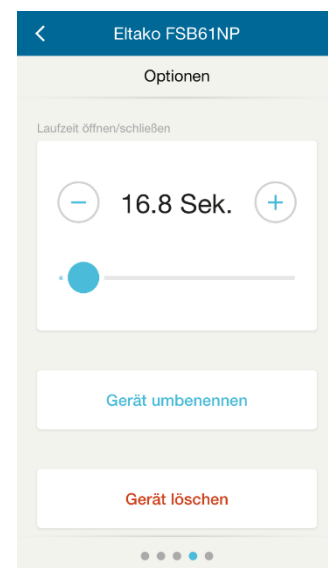 Eltako FSB61NP
Optionen
Laufzeit öffnen/schließen
16.8 Sek.
Gerät umbenennen
Gerät löschen